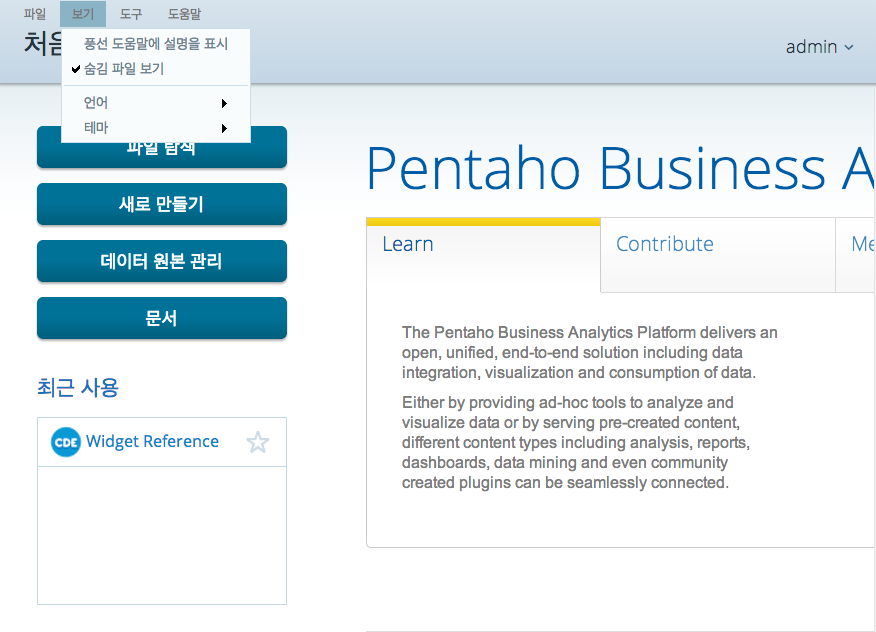 파일 보기 도구 도움말
처음
풍선 도움말에 설명을 표시
숨김 파일 보기
언어
테마
admin
파일 탐색
새로 만들기
데이터 원본 관리
문서
최근 사용
CDE Widget Reference
Pentaho Business A
Learn
Contribute
Me
The Pentaho Business Analytics Platform delivers an
open, unified, end-to-end solution including data
integration, visualization and consumption of data.
Either by providing ad-hoc tools to analyze and
visualize data or by serving pre-created content,
different content types including analysis, reports,
dashboards, data mining and even community
created plugins can be seamlessly connected.